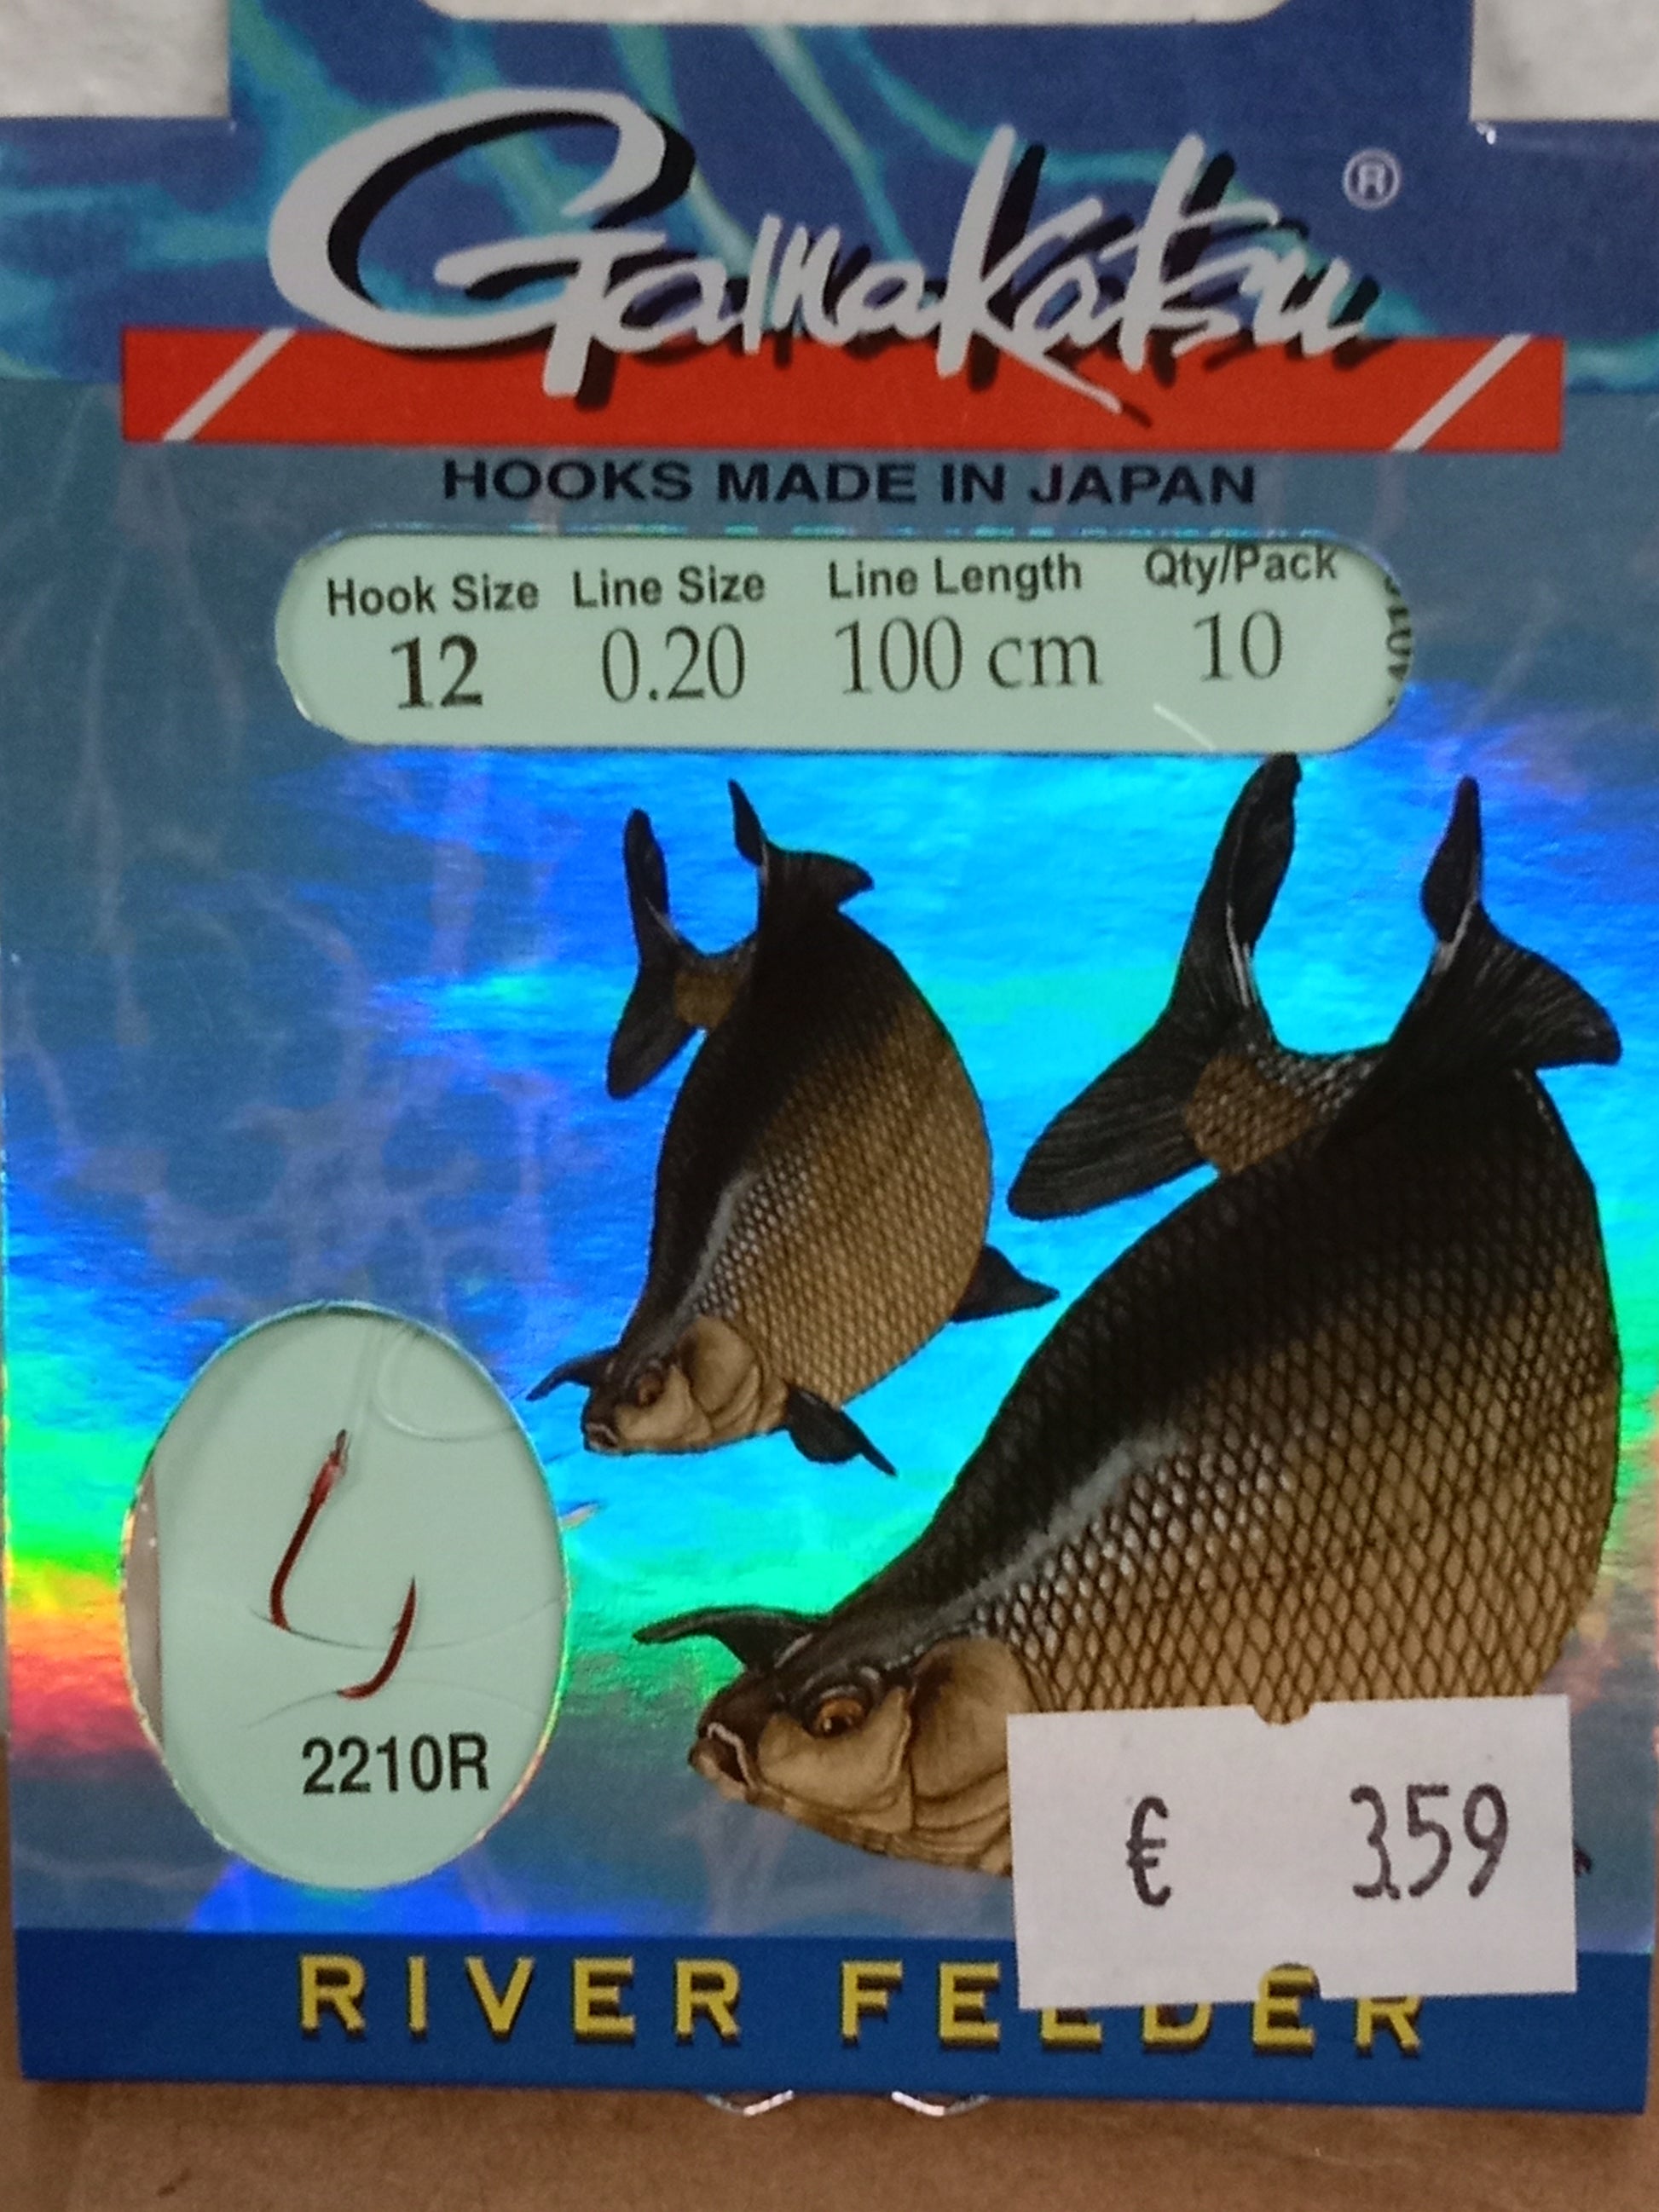 Gamakatsu ®
HOOKS MADE IN JAPAN
Hook Size Line Size Line Length Qty/Pack
12 0.20 100 cm 10
2210R
€ 3.59
RIVER FEEDER